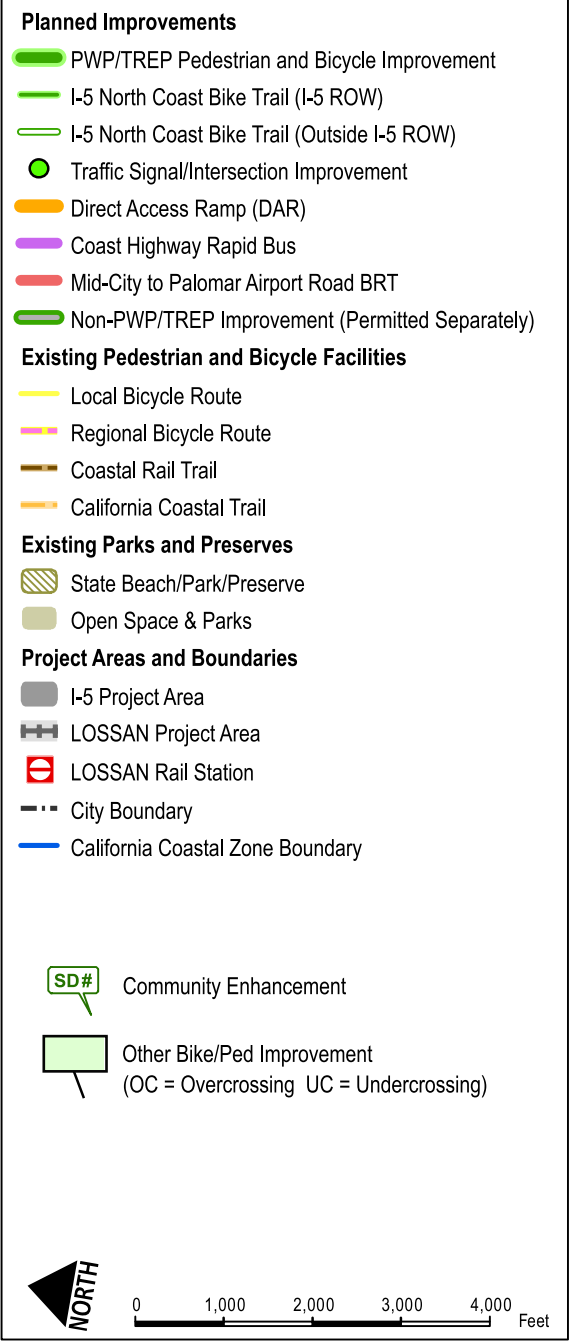 Planned Improvements
PWP/TREP Pedestrian and Bicycle Improvement
I-5 North Coast Bike Trail (I-5 ROW)
I-5 North Coast Bike Trail (Outside I-5 ROW)
Traffic Signal/Intersection Improvement
Direct Access Ramp (DAR)
Coast Highway Rapid Bus
Mid-City to Palomar Airport Road BRT
Non-PWP/TREP Improvement (Permitted Separately)
Existing Pedestrian and Bicycle Facilities
Local Bicycle Route
Regional Bicycle Route
Coastal Rail Trail
California Coastal Trail
Existing Parks and Preserves
State Beach/Park/Preserve
Open Space & Parks
Project Areas and Boundaries
I-5 Project Area
LOSSAN Project Area
LOSSAN Rail Station
City Boundary
California Coastal Zone Boundary
SD# Community Enhancement
Other Bike/Ped Improvement
(OC = Overcrossing UC = Undercrossing)
NORTH
0 1,000 2,000 3,000 4,000
Feet